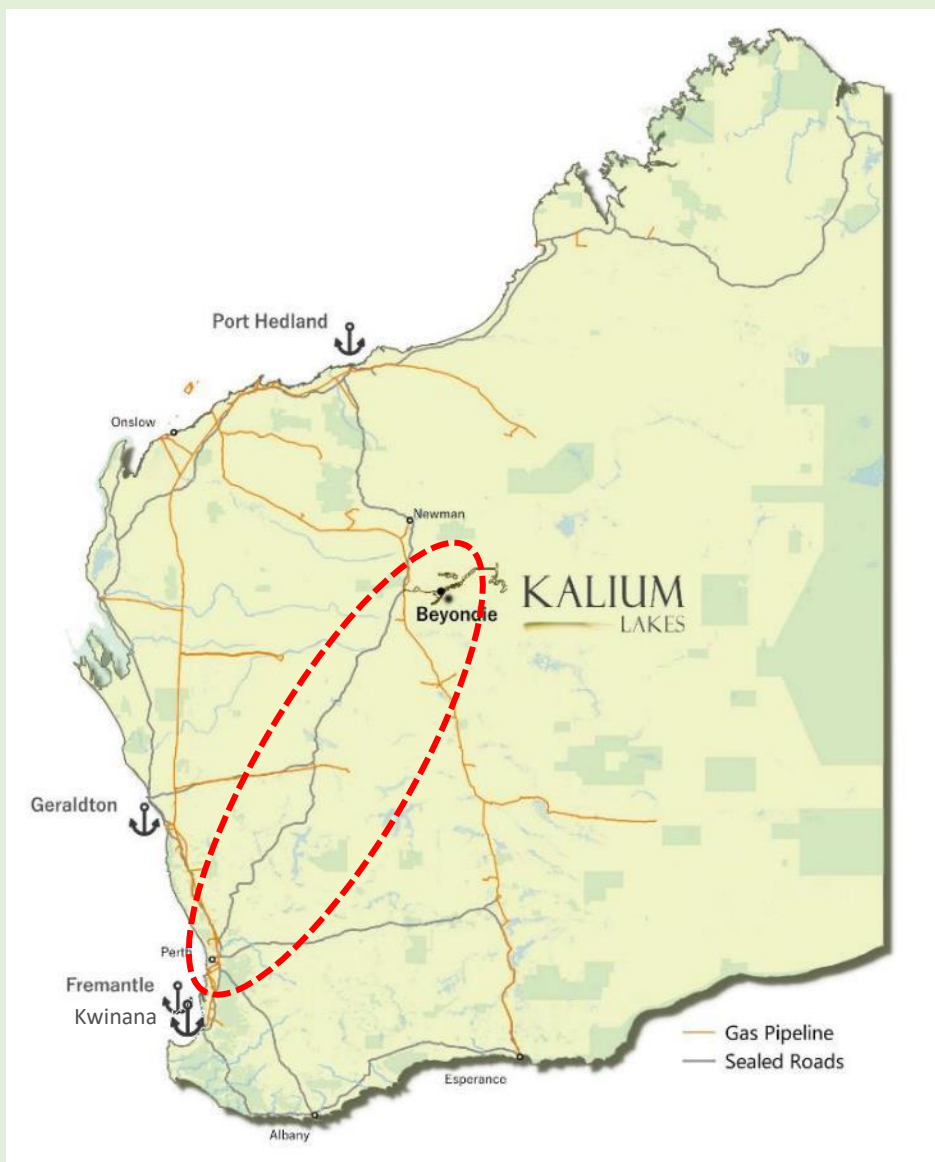 Port Hedland
Onslow
Newman
KALIUM
LAKES
Beyondie
Geraldton
Perth
Fremantle
Kwinana
Gas Pipeline
Sealed Roads
Esperance
Albany